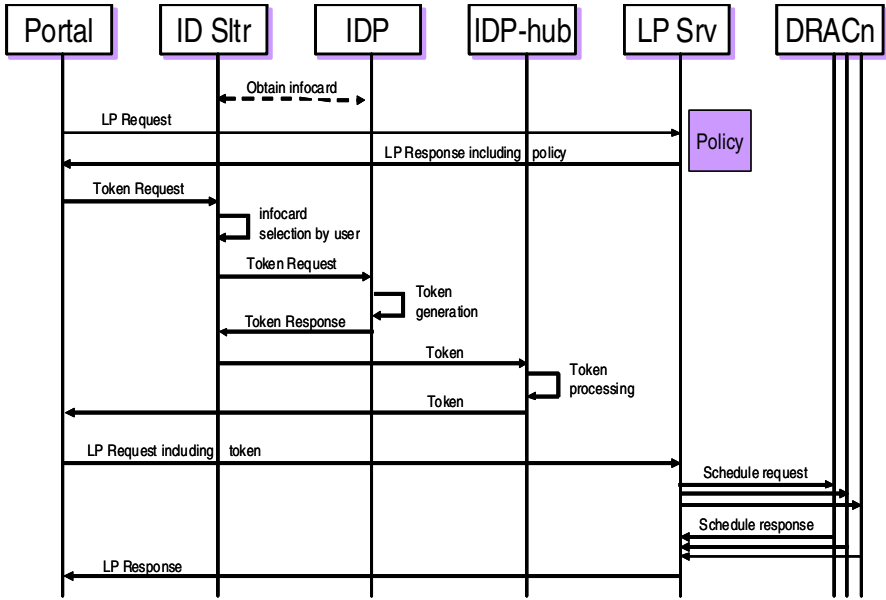 Portal
ID Sltr
IDP
IDP-hub
LP Srv
DRACn
Obtain infocard
LP Request
Policy
LP Response including policy
Token Request
infocard
selection by user
Token Request
Token
generation
Token Response
Token
Token
processing
Token
LP Request including token
Schedule request
Schedule response
LP Response